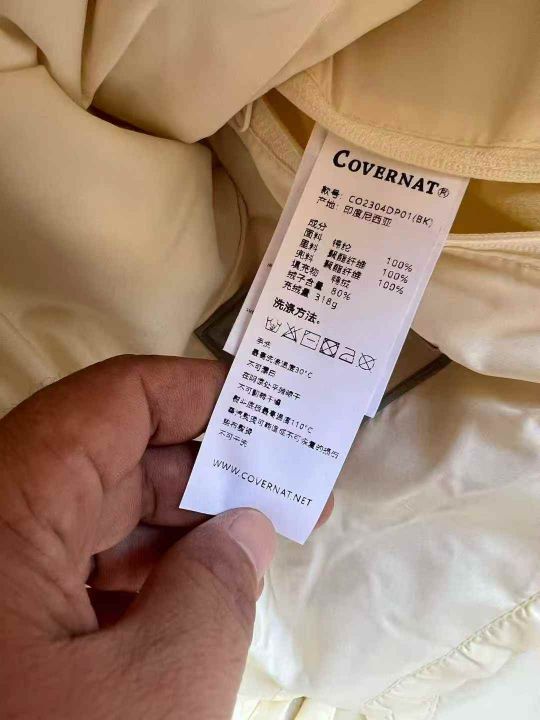 COVERNAT®
款号: CO2304DP01(BK)
产地: 印度尼西亚
成分
面料 锦纶 100%
里料 聚酯纤维 100%
兜料 聚酯纤维 100%
填充物 鸭绒
绒子含量 80%
充绒量 318g
洗涤方法。
手洗
最高洗涤温度30°C
不可漂白
在阴凉处平摊晾干
不可翻转干燥
熨斗底板最高温度110°C
蒸汽熨烫可能造成不可恢复的损伤
垫布熨烫
不可干洗
WWW.COVERNAT.NET